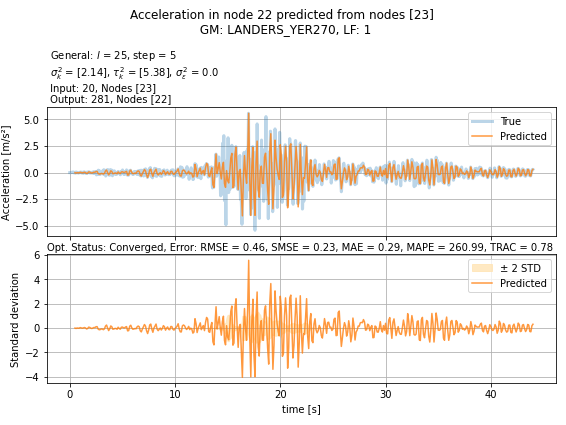 Acceleration in node 22 predicted from nodes [23]
GM: LANDERS_YER270, LF: 1
General: l = 25, step = 5
σ²ₖ = [2.14], τ²ₖ = [5.38], σ²ε = 0.0
Input: 20, Nodes [23]
Output: 281, Nodes [22]
5.0
2.5
0.0
−2.5
−5.0
Acceleration [m/s²]
True
Predicted
Opt. Status: Converged, Error: RMSE = 0.46, SMSE = 0.23, MAE = 0.29, MAPE = 260.99, TRAC = 0.78
6
4
2
0
−2
−4
Standard deviation
± 2 STD
Predicted
0
10
20
30
40
time [s]